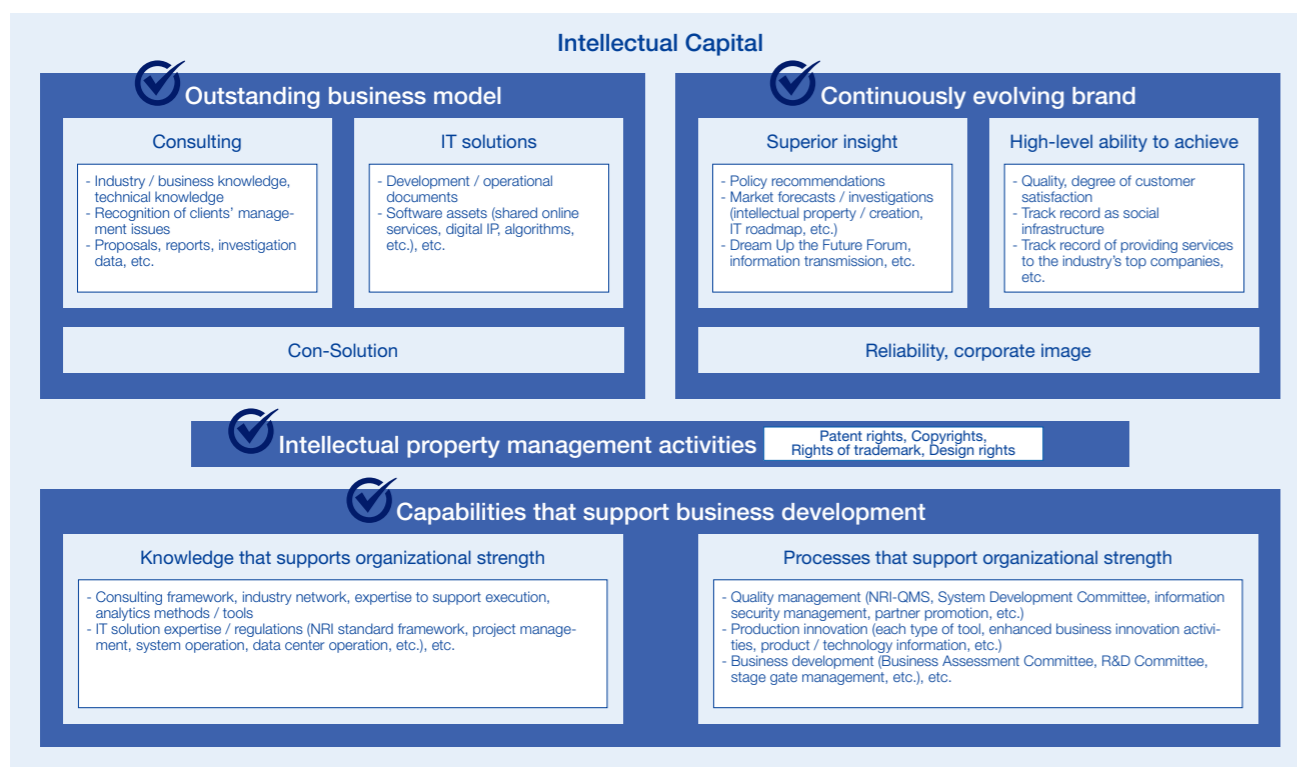 Intellectual Capital
Outstanding business model
Consulting
- Industry / business knowledge,
technical knowledge
- Recognition of clients' manage-
ment issues
- Proposals, reports, investigation
data, etc.
IT solutions
- Development / operational
documents
- Software assets (shared online
services, digital IP, algorithms,
etc.), etc.
Con-Solution
Continuously evolving brand
Superior insight
- Policy recommendations
- Market forecasts / investigations
(intellectual property / creation,
IT roadmap, etc.)
- Dream Up the Future Forum,
information transmission, etc.
High-level ability to achieve
- Quality, degree of customer
satisfaction
- Track record as social
infrastructure
- Track record of providing services
to the industry's top companies,
etc.
Reliability, corporate image
Intellectual property management activities
Patent rights, Copyrights,
Rights of trademark, Design rights
Capabilities that support business development
Knowledge that supports organizational strength
- Consulting framework, industry network, expertise to support execution,
analytics methods / tools
- IT solution expertise / regulations (NRI standard framework, project manage-
ment, system operation, data center operation, etc.), etc.
Processes that support organizational strength
- Quality management (NRI-QMS, System Development Committee, information
security management, partner promotion, etc.)
- Production innovation (each type of tool, enhanced business innovation activi-
ties, product / technology information, etc.)
- Business development (Business Assessment Committee, R&D Committee,
stage gate management, etc.), etc.